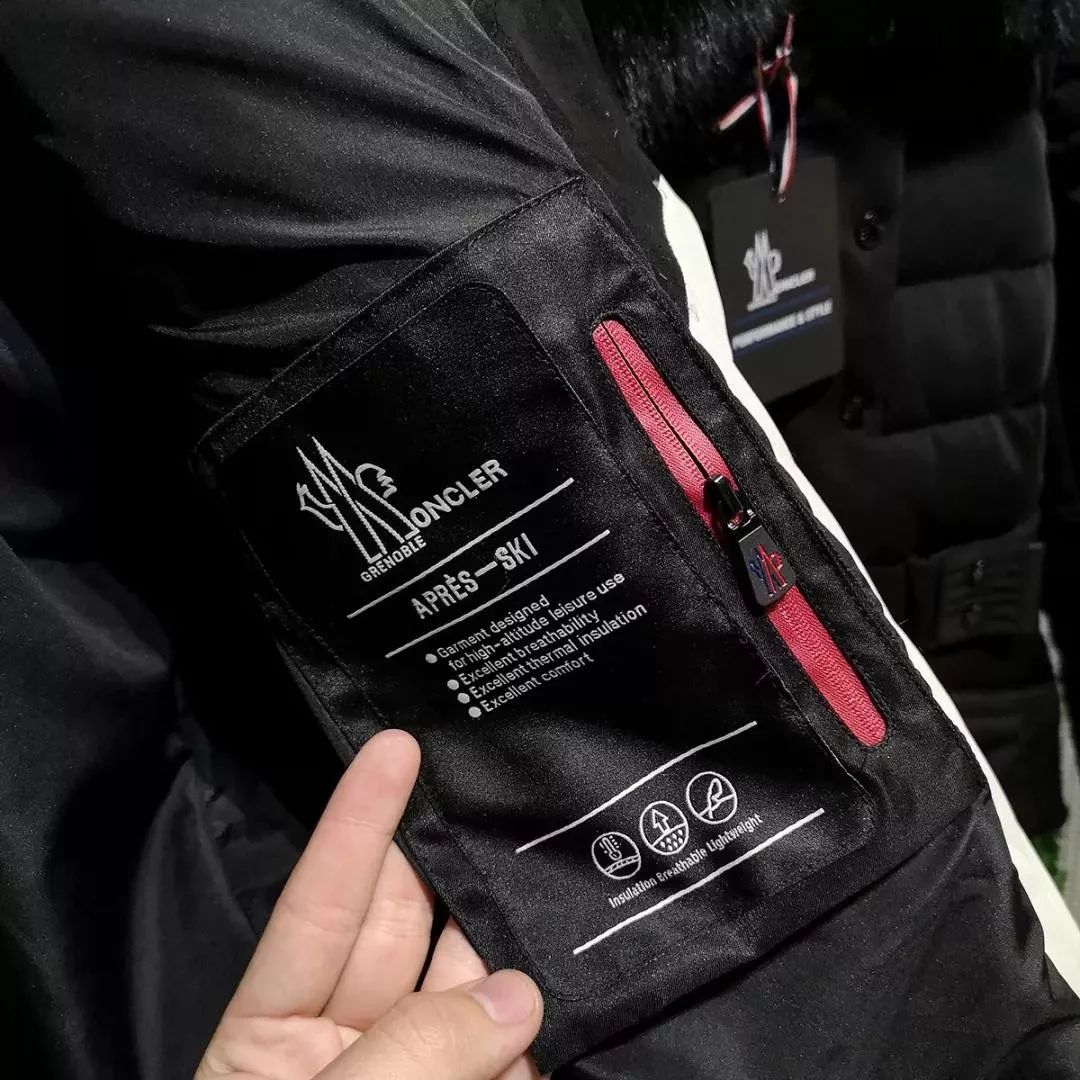 MONCLER
GRENOBLE
APRÈS—SKI
● Garment designed
for high-altitude leisure use
● Excellent breathability
● Excellent thermal insulation
● Excellent comfort
Insulation Breathable Lightweight
MONCLER
PERFORMANCE & STYLE